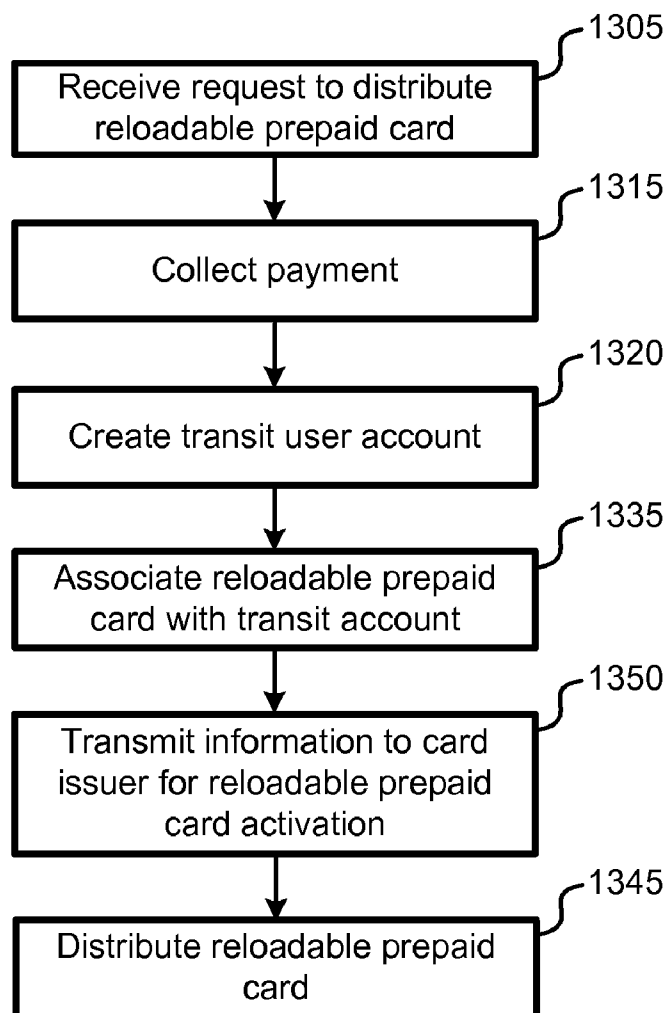 1305
Receive request to distribute
reloadable prepaid card
1315
Collect payment
1320
Create transit user account
1335
Associate reloadable prepaid
card with transit account
1350
Transmit information to card
issuer for reloadable prepaid
card activation
1345
Distribute reloadable prepaid
card